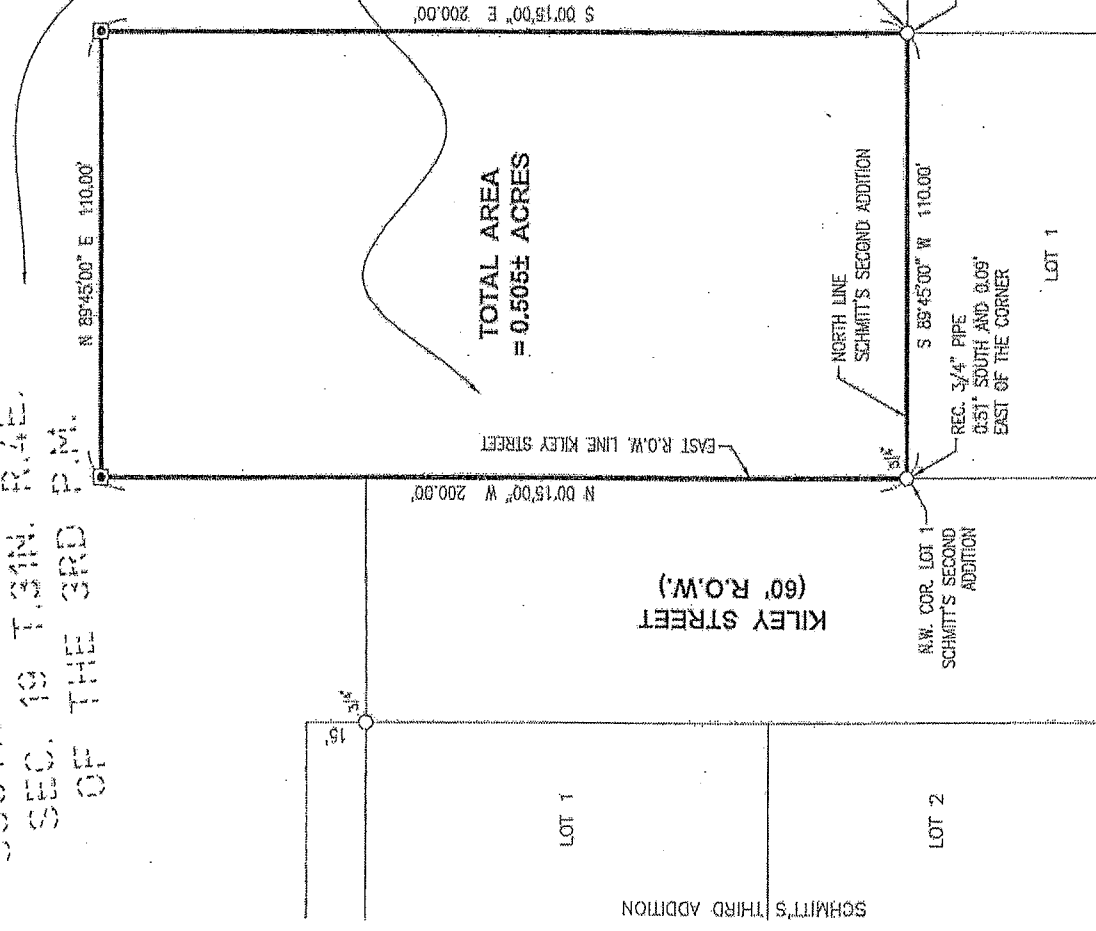 SEC. 19 T.31N. R.4E.
OF THE 3RD P.M.
N 89°45'00" E 110.00'
S 00°15'00" E 200.00'
TOTAL AREA
= 0.505± ACRES
EAST R.O.W. LINE KILEY STREET
N 00°15'00" W 200.00'
NORTH LINE
SCHMITT'S SECOND ADDITION
S 89°45'00" W 110.00'
3/4"
REC. 3/4" PIPE
0.51' SOUTH AND 0.09'
EAST OF THE CORNER
LOT 1
N.W. COR. LOT 1
SCHMITT'S SECOND
ADDITION
KILEY STREET
(60' R.O.W.)
3/4"
15'
LOT 1
LOT 2
SCHMITT'S THIRD ADDITION